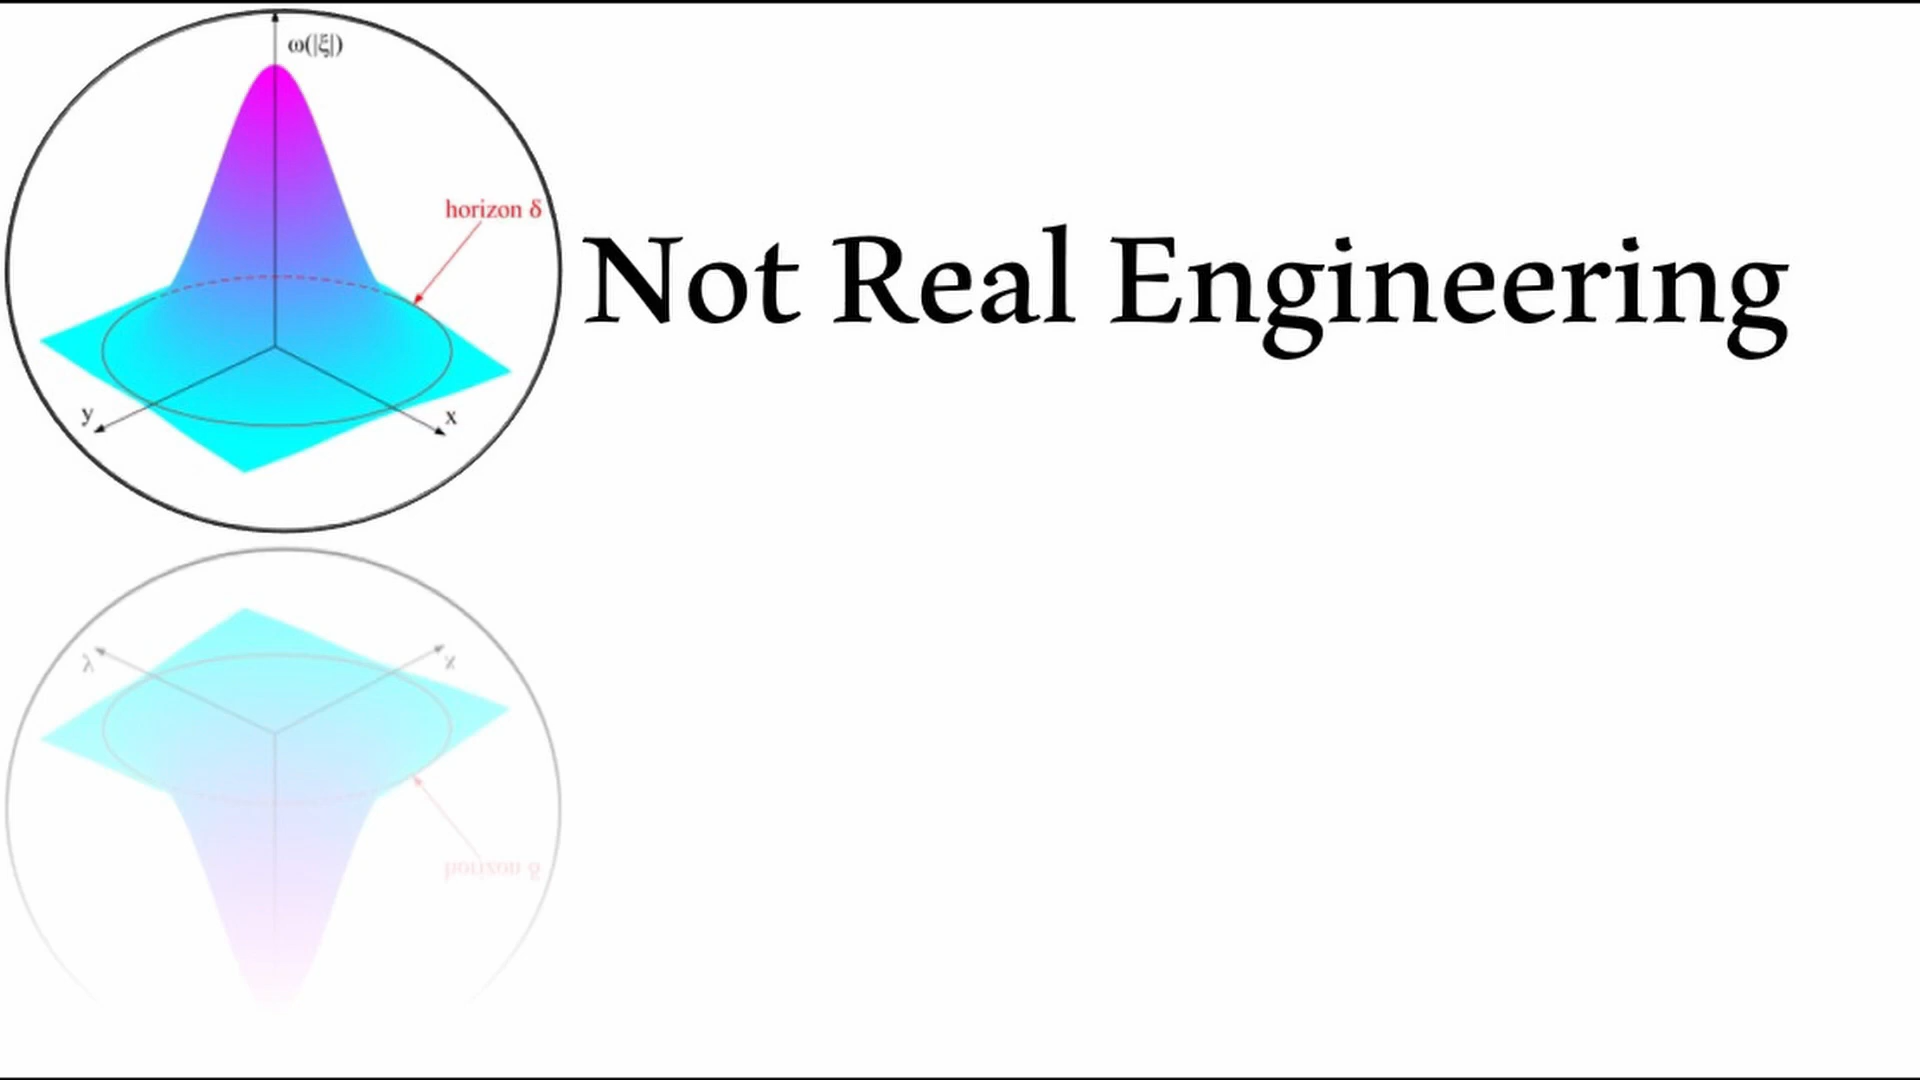 ω(|ξ|)
horizon δ
Not Real Engineering
y
x